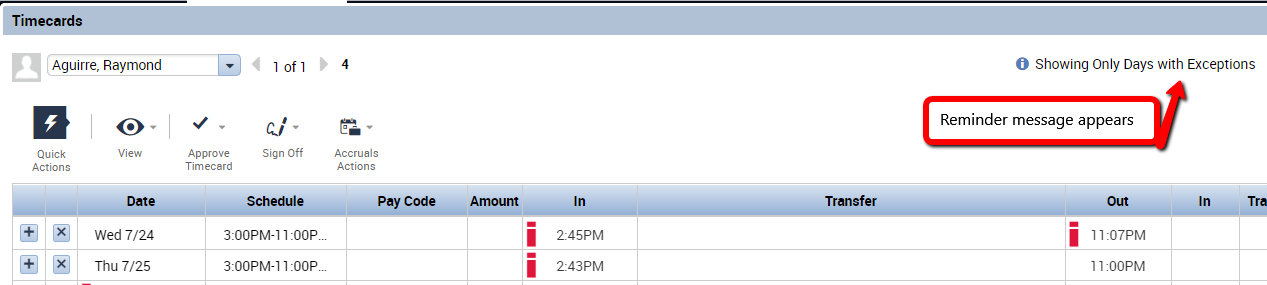 Timecards
Aguirre, Raymond
1 of 1
4
Showing Only Days with Exceptions
Reminder message appears
Quick Actions
View
Approve Timecard
Sign Off
Accruals Actions
Date Schedule Pay Code Amount In Transfer Out In Tra
Wed 7/24 3:00PM-11:00P... 2:45PM 11:07PM
Thu 7/25 3:00PM-11:00P... 2:43PM 11:00PM